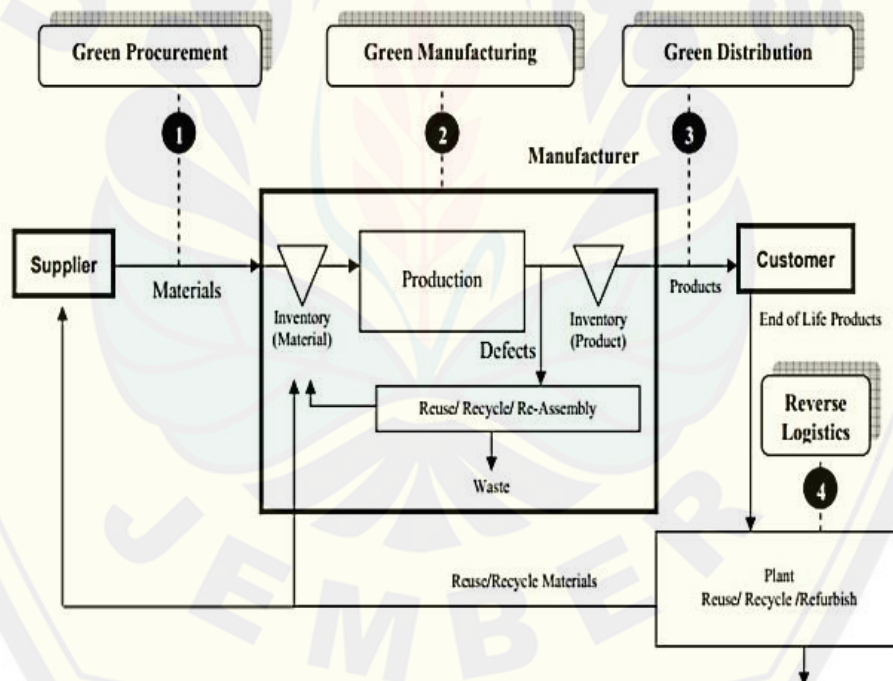 Green Procurement
Green Manufacturing
Green Distribution
1
2
3
Manufacturer
Supplier
Materials
Inventory
(Material)
Production
Defects
Inventory
(Product)
Products
Customer
End of Life Products
Reuse/ Recycle/ Re-Assembly
Waste
Reverse
Logistics
4
Reuse/Recycle Materials
Plant
Reuse/ Recycle /Refurbish
JEMBER